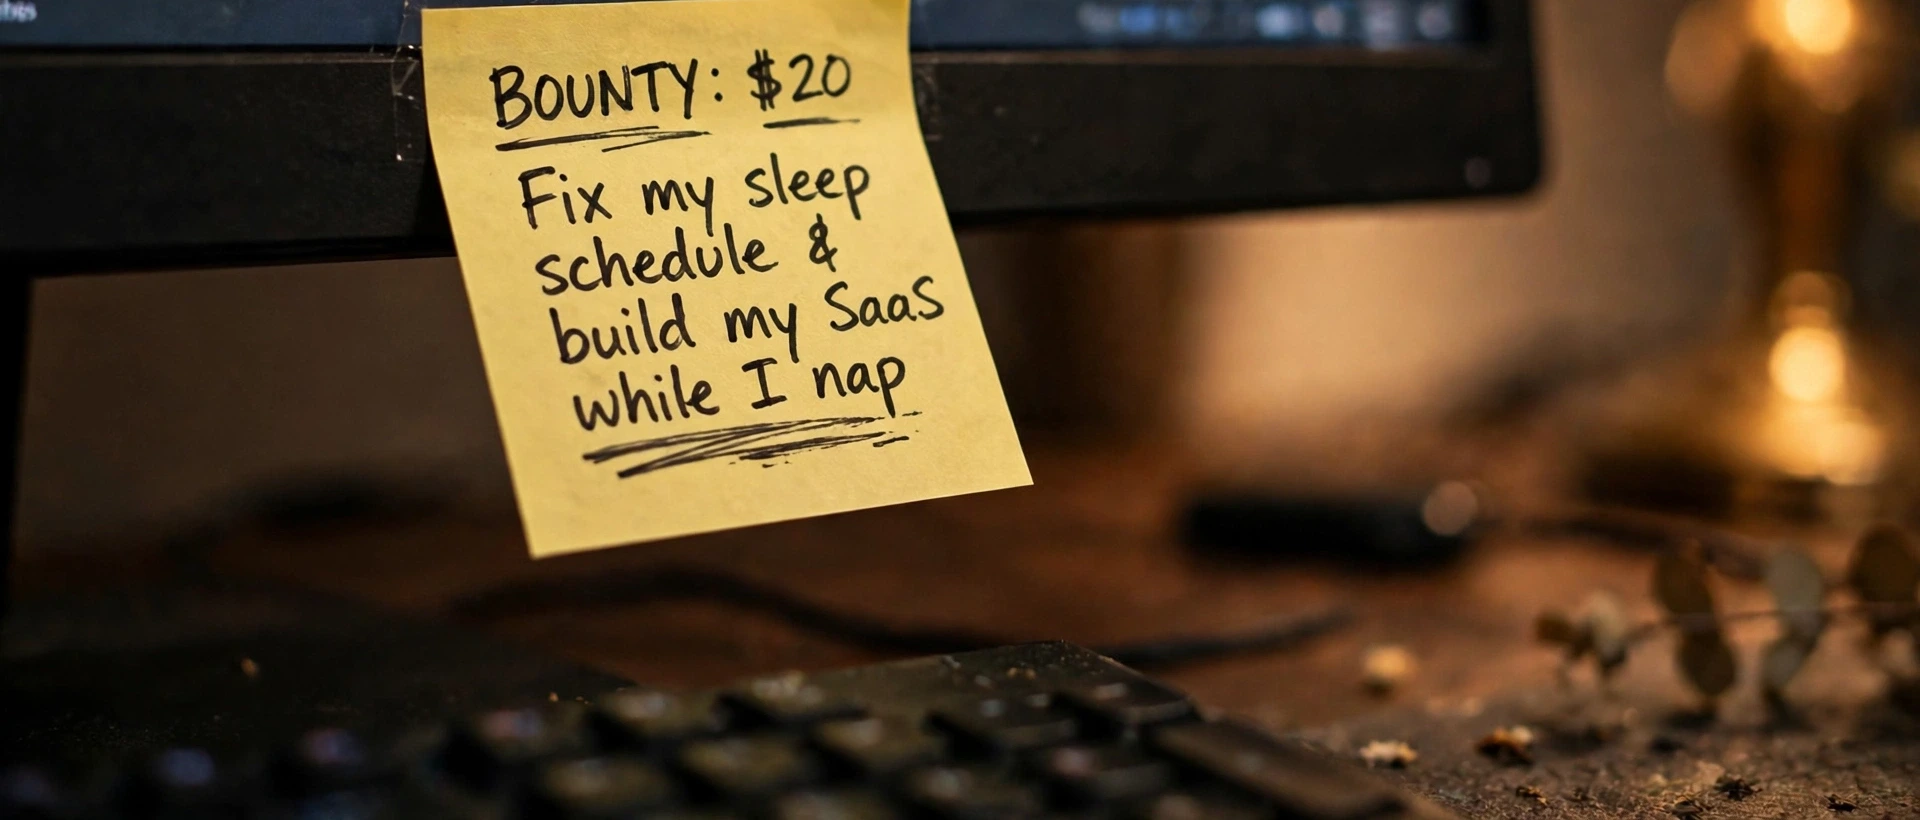 BOUNTY: $20
Fix my sleep
schedule &
build my SaaS
while I nap